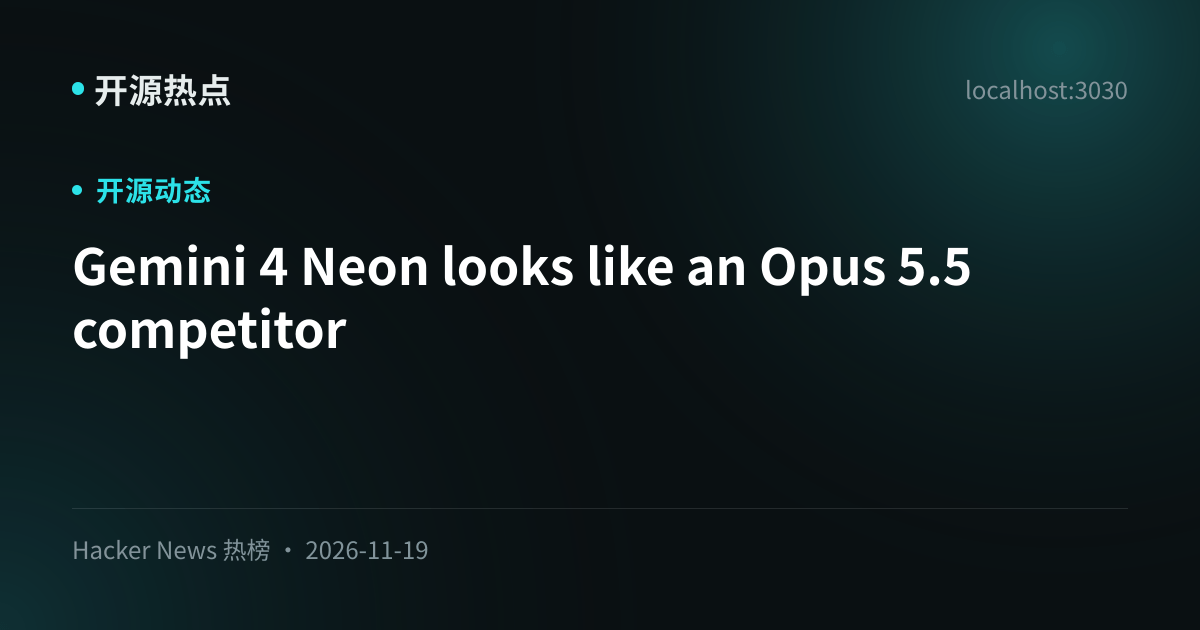 开源热点
localhost:3030
开源动态
Gemini 4 Neon looks like an Opus 5.5
competitor
Hacker News 热榜 · 2026-11-19